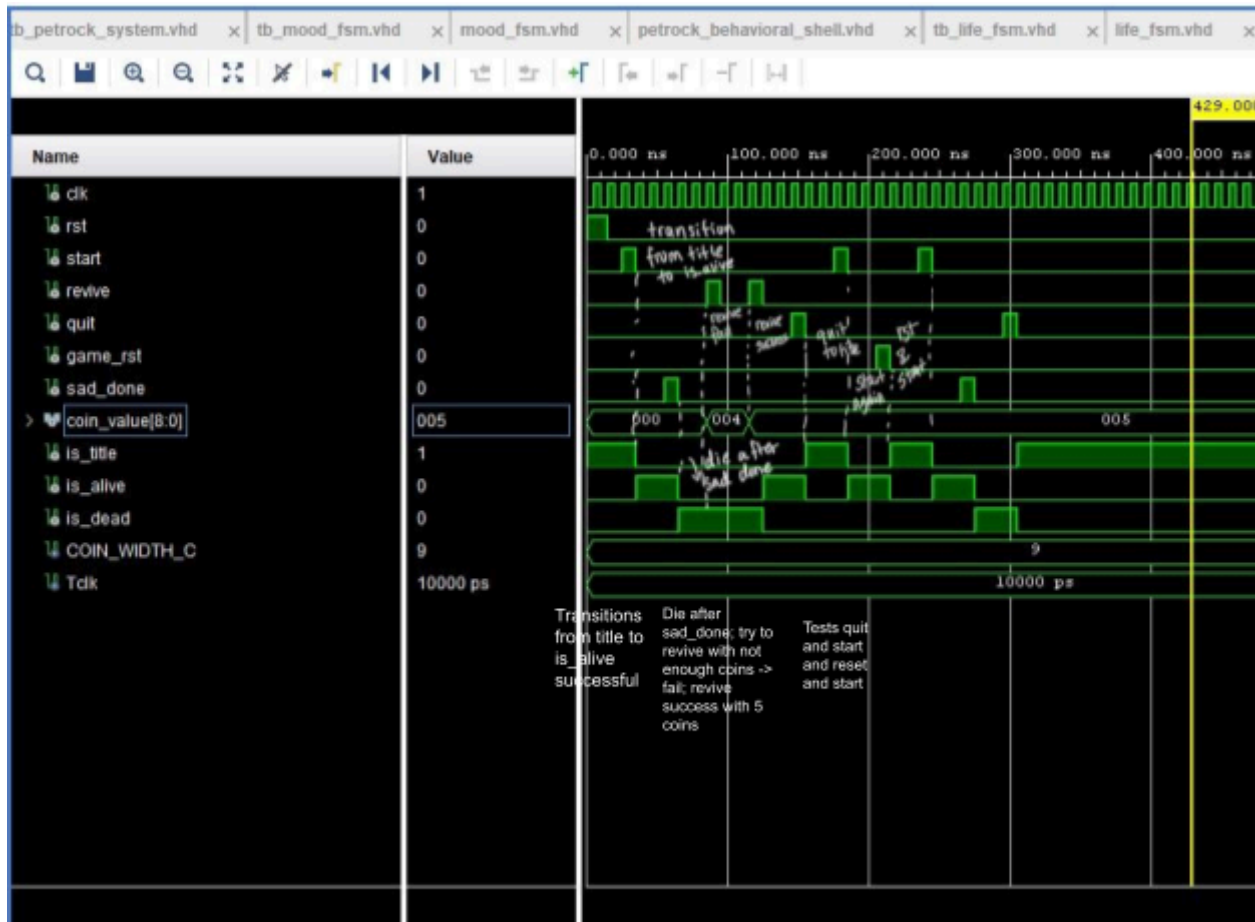 tb_petrock_system.vhd × tb_mood_fsm.vhd × mood_fsm.vhd × petrock_behavioral_shell.vhd × tb_life_fsm.vhd × life_fsm.vhd ×
429.000
Name Value 0.000 ns 100.000 ns 200.000 ns 300.000 ns 400.000 ns
clk 1
rst 0
transition
start 0
from title
to is_alive
revive 0
quit 0
revive
fail
revive
success
quit
to title
rst
&
start
game_rst 0
start
again
sad_done 0
coin_value[8:0] 005 000 004 005
is_title 1
die after
sad done
is_alive 0
is_dead 0
COIN_WIDTH_C 9 9
Tclk 10000 ps 10000 ps
Transitions
from title to
is_alive
successful
Die after
sad_done; try to
revive with not
enough coins ->
fail; revive
success with 5
coins
Tests quit
and start
and reset
and start